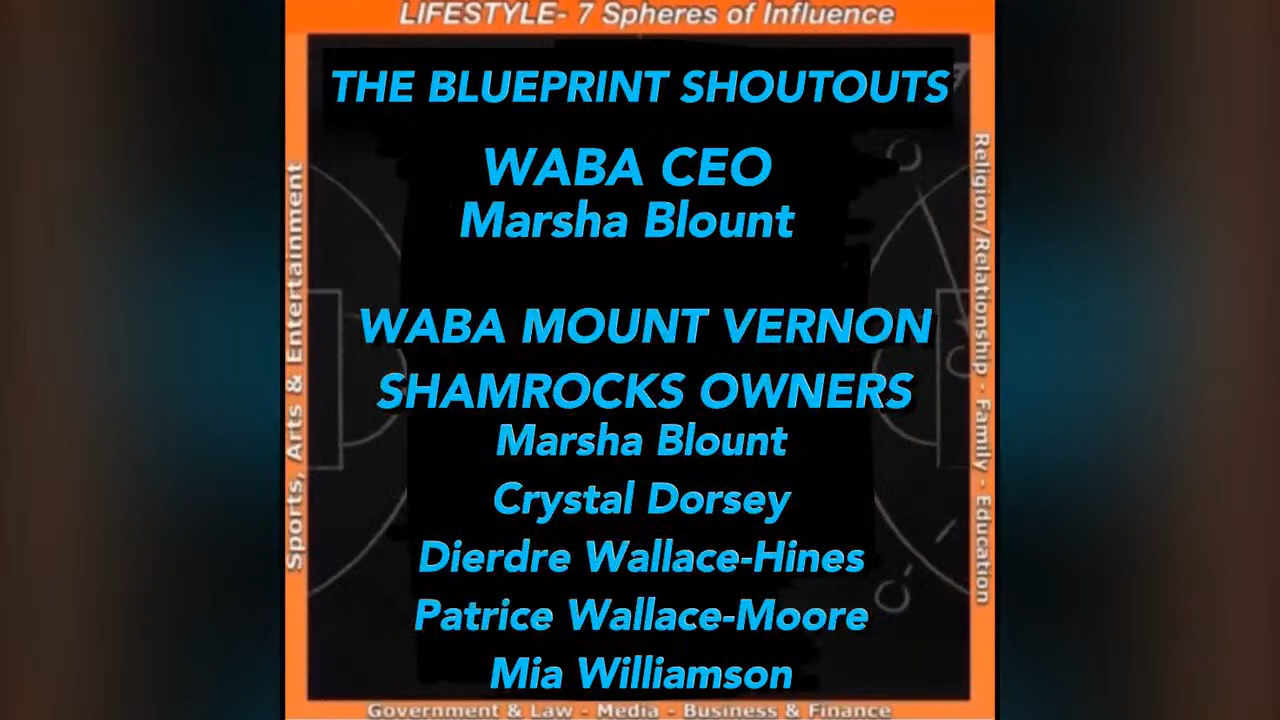 LIFESTYLE- 7 Spheres of Influence
THE BLUEPRINT SHOUTOUTS
WABA CEO
Marsha Blount
WABA MOUNT VERNON
SHAMROCKS OWNERS
Marsha Blount
Crystal Dorsey
Dierdre Wallace-Hines
Patrice Wallace-Moore
Mia Williamson
Sports, Arts & Entertainment
Religion/Relationship - Family - Education
Government & Law - Media - Business & Finance